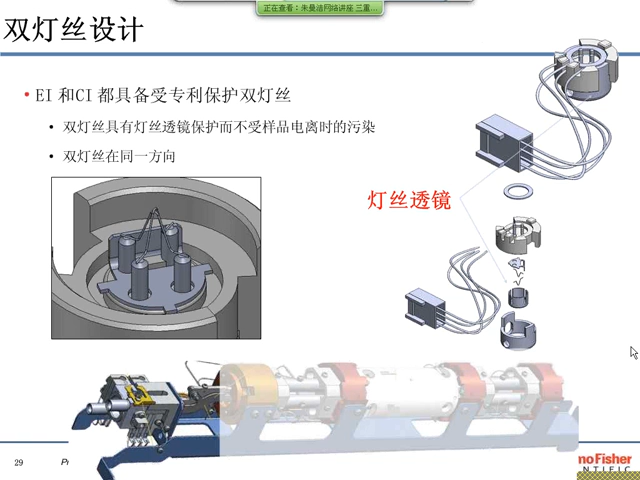 正在查看：朱曼洁网络讲座 三重...
双灯丝设计
• EI 和CI 都具备受专利保护双灯丝
• 双灯丝具有灯丝透镜保护而不受样品电离时的污染
• 双灯丝在同一方向
灯丝透镜
29
Pr
noFisher
NTIFIC